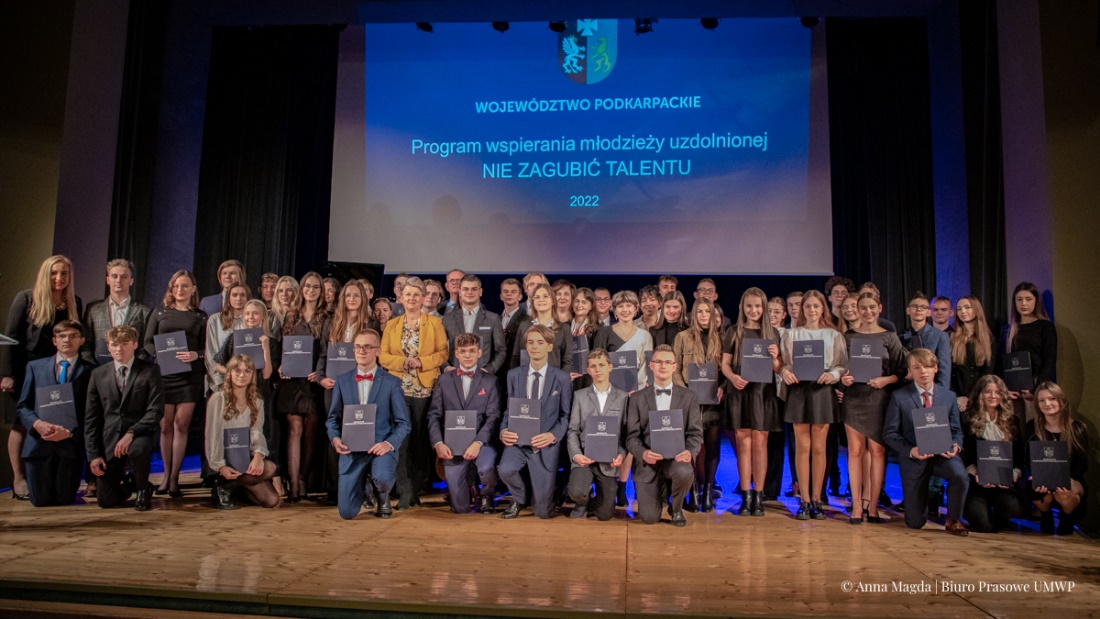 WOJEWÓDZTWO PODKARPACKIE
Program wspierania młodzieży uzdolnionej
NIE ZAGUBIĆ TALENTU
2022
© Anna Magda | Biuro Prasowe UMWP